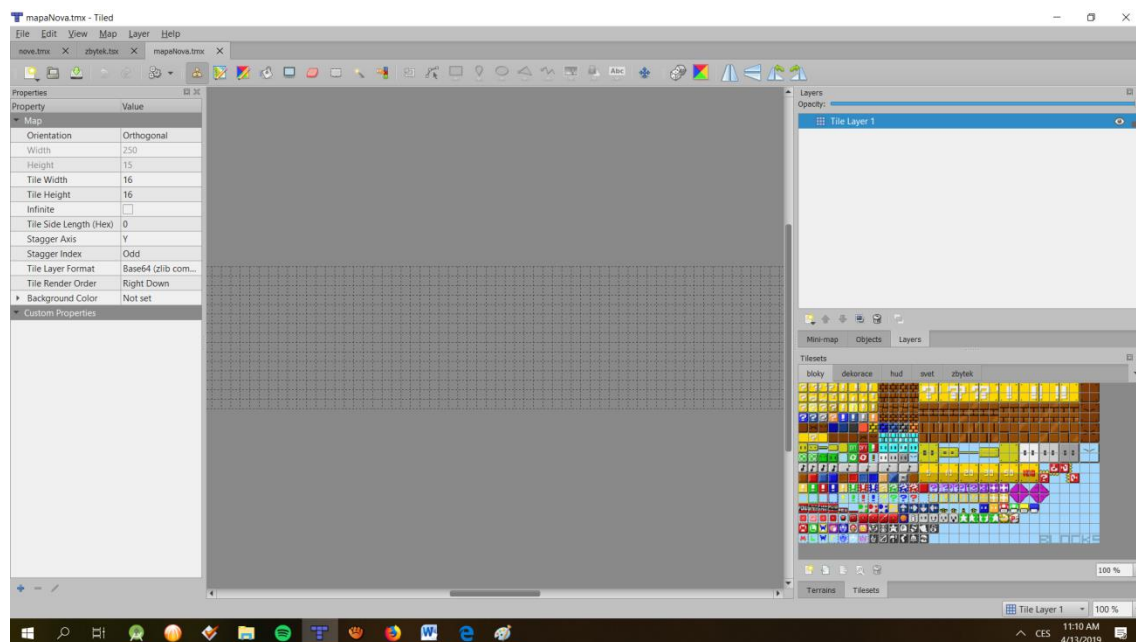 mapaNova.tmx - Tiled
File Edit View Map Layer Help
nove.tmx zbytek.tsx mapaNova.tmx
Abc
Properties
Property Value
Map
Orientation Orthogonal
Width 250
Height 15
Tile Width 16
Tile Height 16
Infinite
Tile Side Length (Hex) 0
Stagger Axis Y
Stagger Index Odd
Tile Layer Format Base64 (zlib com...
Tile Render Order Right Down
Background Color Not set
Custom Properties
Layers
Opacity:
Tile Layer 1
Mini-map Objects Layers
Tilesets
bloky dekorace hud svet zbytek
BLOCKS
100 %
Terrains Tilesets
Tile Layer 1 100 %
CES 11:10 AM
4/13/2019